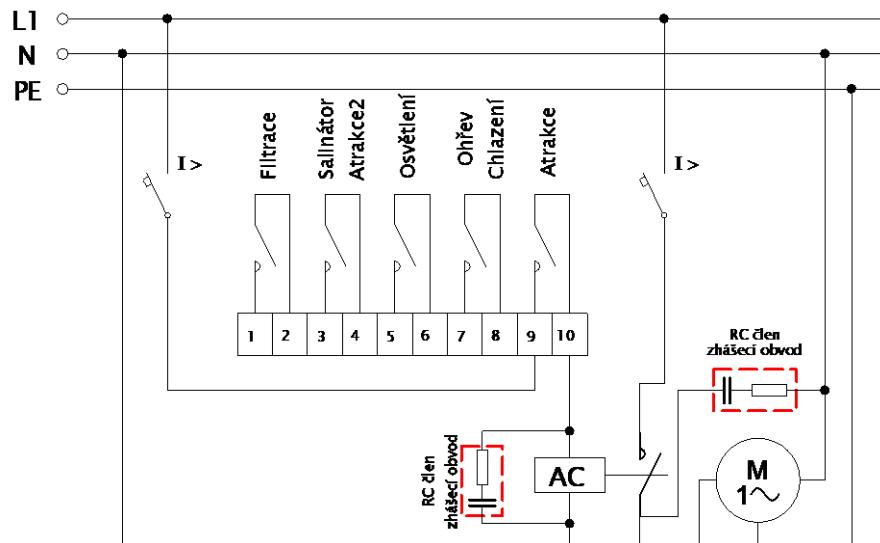 L1
N
PE
I >
I >
Filtrace
Salinátor
Atrakce2
Osvětlení
Ohřev
Chlazení
Atrakce
1 2 3 4 5 6 7 8 9 10
RC člen
zhášecí obvod
RC člen
zhášecí obvod
AC
M
1~